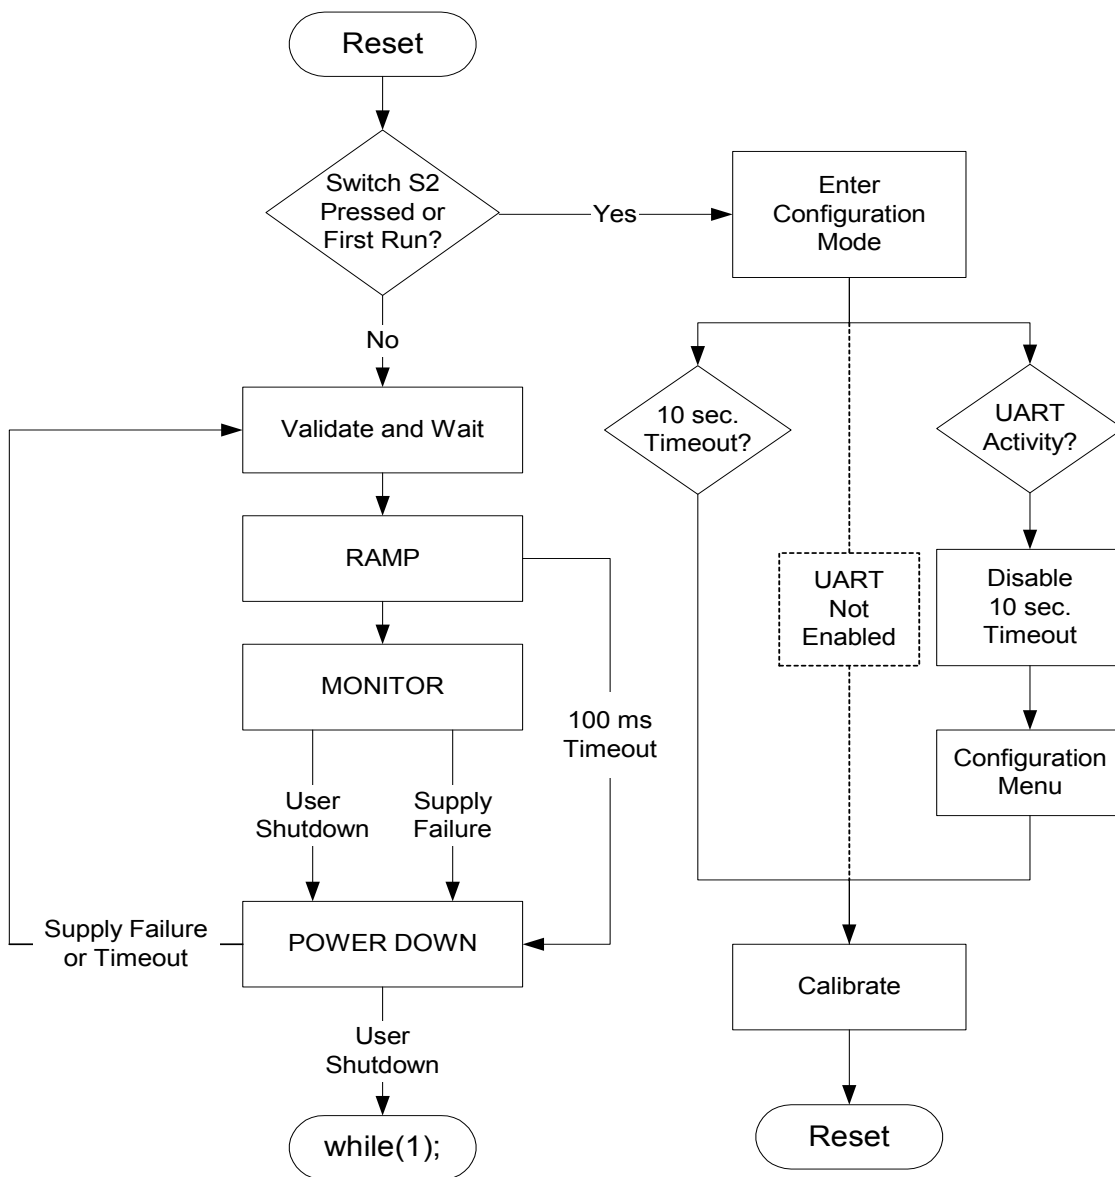 Reset
Switch S2
Pressed or
First Run?
Yes
Enter
Configuration
Mode
No
Validate and Wait
10 sec.
Timeout?
UART
Activity?
RAMP
UART
Not
Enabled
Disable
10 sec.
Timeout
MONITOR
100 ms
Timeout
Configuration
Menu
User
Shutdown
Supply
Failure
Supply Failure
or Timeout
POWER DOWN
Calibrate
User
Shutdown
while(1);
Reset